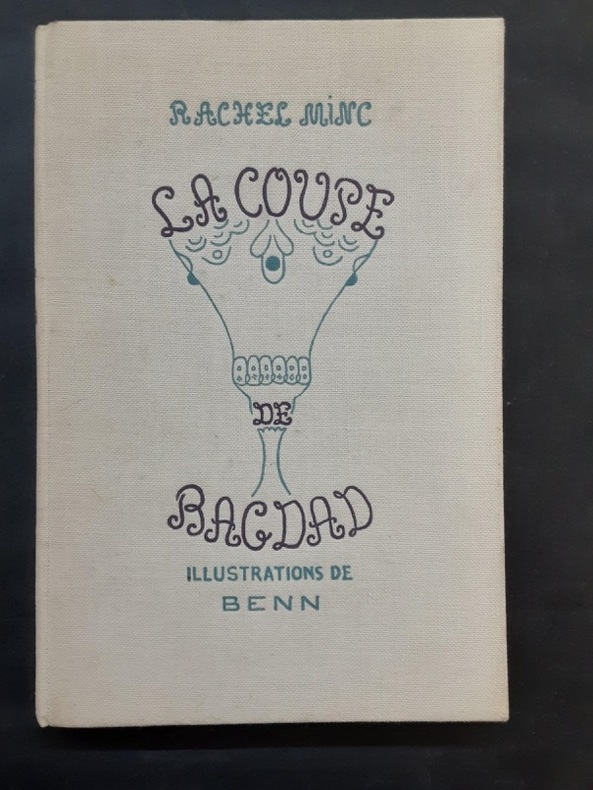 RACHEL MINC
LA COUPE
DE
BAGDAD
ILLUSTRATIONS DE
BENN